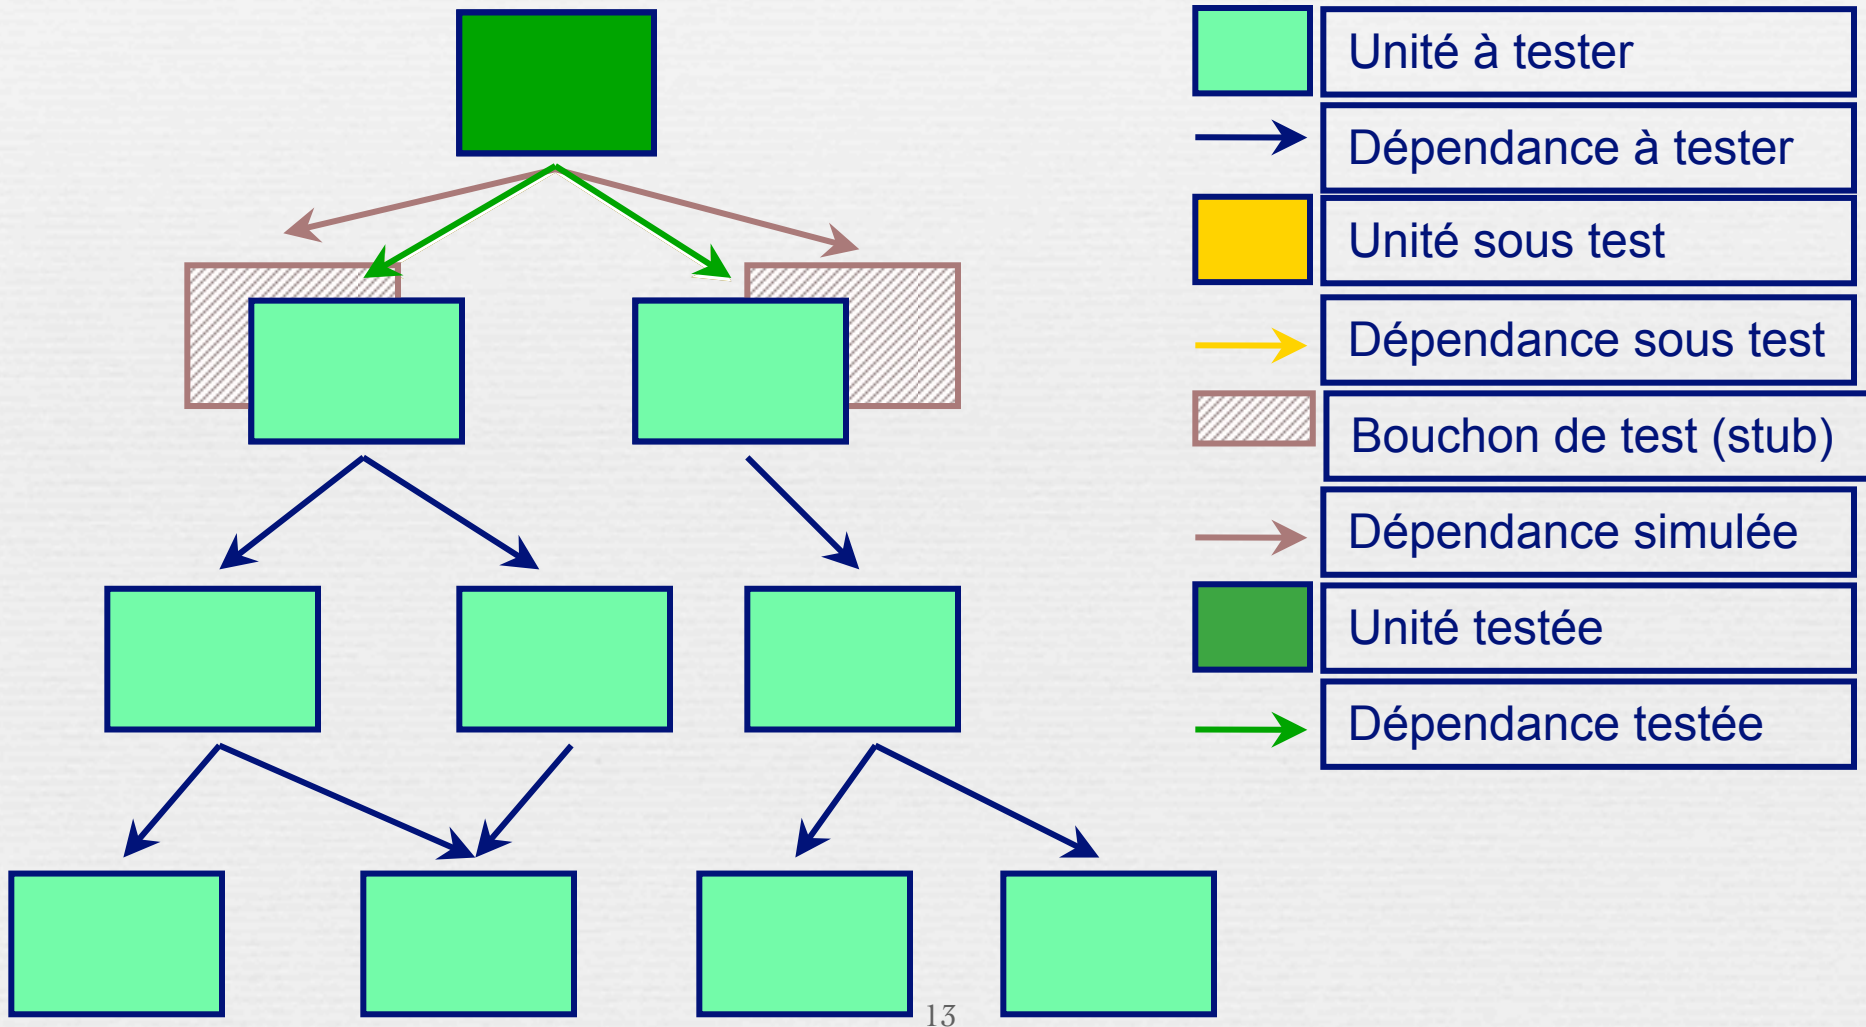 Unité à tester
Dépendance à tester
Unité sous test
Dépendance sous test
Bouchon de test (stub)
Dépendance simulée
Unité testée
Dépendance testée
13